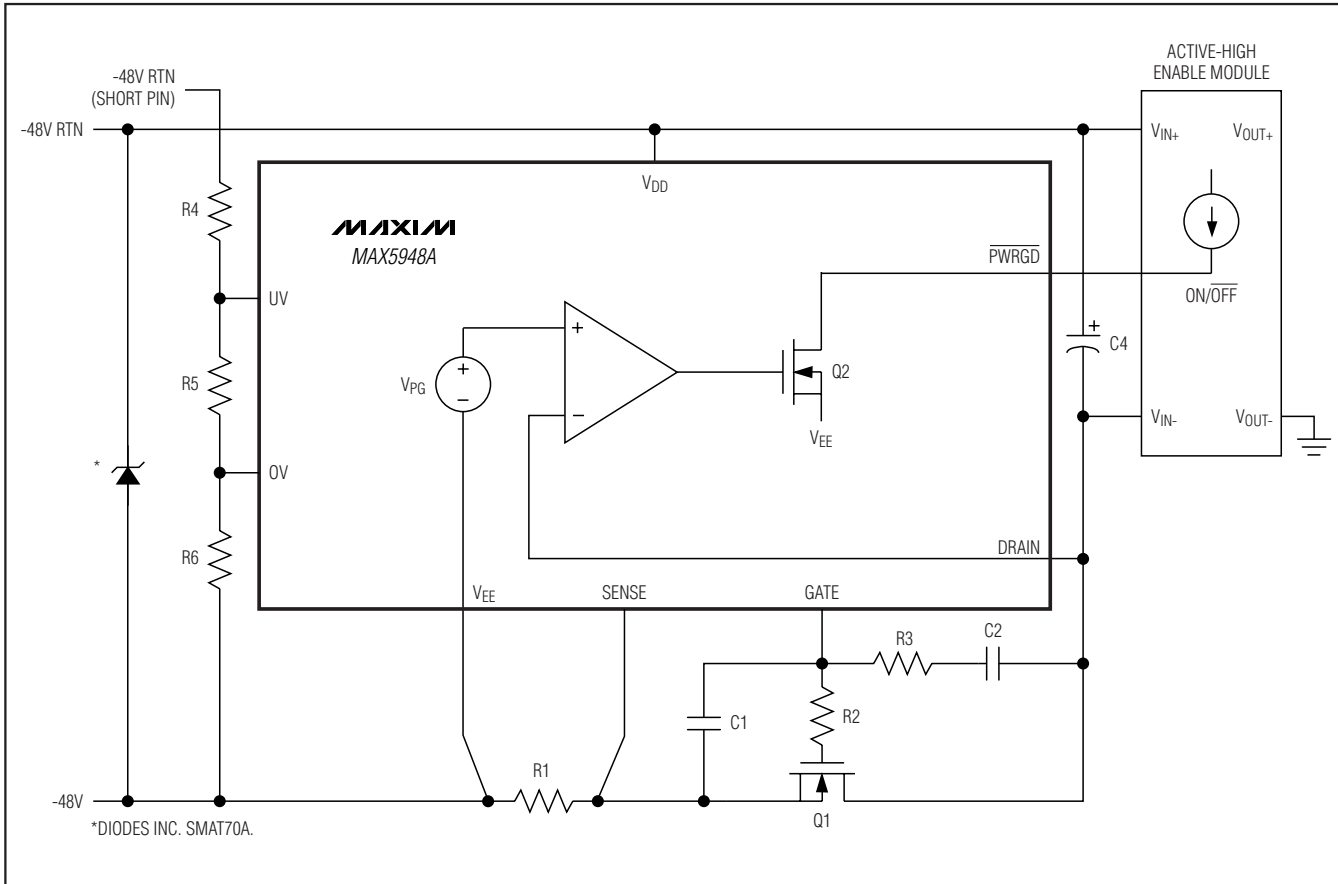 ACTIVE-HIGH
ENABLE MODULE
-48V RTN
(SHORT PIN)
-48V RTN
VIN+
VOUT+
VDD
R4
MAXIM
MAX5948A
PWRGD
ON/OFF
UV
+
+
C4
R5
VPG
+
−
Q2
−
VEE
VIN-
VOUT-
*
OV
R6
DRAIN
VEE
SENSE
GATE
R3
C2
C1
R2
R1
-48V
Q1
*DIODES INC. SMAT70A.